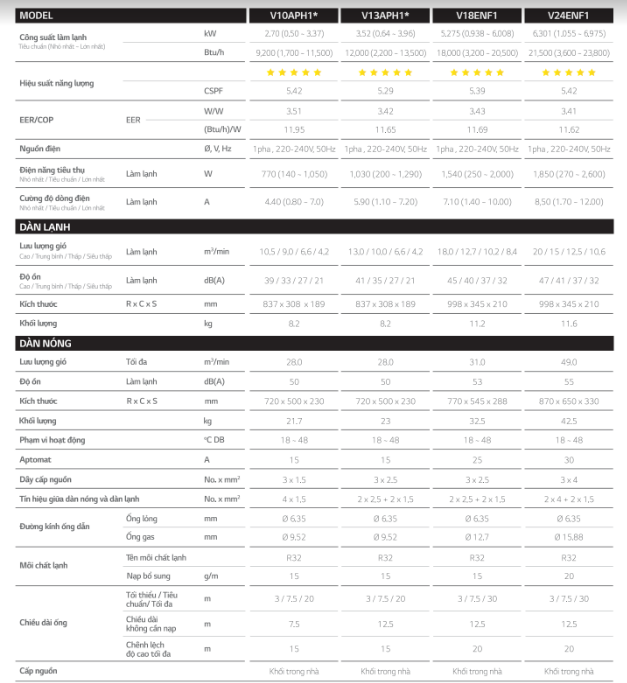 MODEL V10APH1* V13APH1* V18ENF1 V24ENF1
Công suất làm lạnh kW 2,70 (0,50 ~ 3,37) 3,52 (0,64 ~ 3,96) 5,275 (0,938 ~ 6,008) 6,301 (1,055 ~ 6,975)
Tiêu chuẩn (Nhỏ nhất ~ Lớn nhất) Btu/h 9,200 (1,700 ~ 11,500) 12,000 (2,200 ~ 13,500) 18,000 (3,200 ~ 20,500) 21,500 (3,600 ~ 23,800)
Hiệu suất năng lượng ★★★★★ ★★★★★ ★★★★★ ★★★★★
CSPF 5,42 5,29 5,39 5,42
EER/COP EER W/W 3,51 3,42 3,43 3,41
(Btu/h)/W 11,95 11,65 11,69 11,62
Nguồn điện Ø, V, Hz 1pha , 220-240V, 50Hz 1pha , 220-240V, 50Hz 1pha , 220-240V, 50Hz 1pha , 220-240V, 50Hz
Điện năng tiêu thụ Làm lạnh W 770 (140 ~ 1,050) 1,030 (200 ~ 1,290) 1,540 (250 ~ 2,000) 1,850 (270 ~ 2,600)
Nhỏ nhất / Tiêu chuẩn / Lớn nhất
Cường độ dòng điện Làm lạnh A 4.40 (0.80 ~ 7.0) 5.90 (1.10 ~ 7.20) 7,10 (1.40 ~ 10.00) 8,50 (1.70 ~ 12.00)
Nhỏ nhất / Tiêu chuẩn / Lớn nhất
DÀN LẠNH
Lưu lượng gió Làm lạnh m³/min 10,5 / 9,0 / 6,6 / 4,2 13,0 / 10,0 / 6,6 / 4,2 18,0 / 12,7 / 10,2 / 8,4 20 / 15 / 12,5 / 10,6
Cao / Trung bình / Thấp / Siêu thấp
Độ ồn Làm lạnh dB(A) 39 / 33 / 27 / 21 41 / 35 / 27 / 21 45 / 40 / 37 / 32 47 / 41 / 37 / 32
Cao / Trung bình / Thấp / Siêu thấp
Kích thước R x C x S mm 837 x 308 x 189 837 x 308 x 189 998 x 345 x 210 998 x 345 x 210
Khối lượng kg 8.2 8.2 11.2 11.6
DÀN NÓNG
Lưu lượng gió Tối đa m³/min 28,0 28,0 31,0 49,0
Độ ồn Làm lạnh dB(A) 50 50 53 55
Kích thước R x C x S mm 720 x 500 x 230 720 x 500 x 230 770 x 545 x 288 870 x 650 x 330
Khối lượng kg 21.7 23 32,5 42,5
Phạm vi hoạt động °C DB 18 ~ 48 18 ~ 48 18 ~ 48 18 ~ 48
Aptomat A 15 15 25 30
Dây cấp nguồn No. x mm² 3 x 1,5 3 x 2,5 3 x 2,5 3 x 4
Tín hiệu giữa dàn nóng và dàn lạnh No. x mm² 4 x 1,5 2 x 2,5 + 2 x 1,5 2 x 2,5 + 2 x 1,5 2 x 4 + 2 x 1,5
Đường kính ống dẫn Ống lỏng mm Ø 6,35 Ø 6,35 Ø 6,35 Ø 6,35
Ống gas mm Ø 9,52 Ø 9,52 Ø 12,7 Ø 15,88
Môi chất lạnh Tên môi chất lạnh R32 R32 R32 R32
Nạp bổ sung g/m 15 15 15 20
Chiều dài ống Tối thiểu / Tiêu chuẩn/ Tối đa m 3 / 7,5 / 20 3 / 7,5 / 20 3 / 7,5 / 30 3 / 7,5 / 30
Chiều dài không cần nạp m 7,5 12,5 12,5 12,5
Chênh lệch độ cao tối đa m 15 15 20 20
Cấp nguồn Khối trong nhà Khối trong nhà Khối trong nhà Khối trong nhà